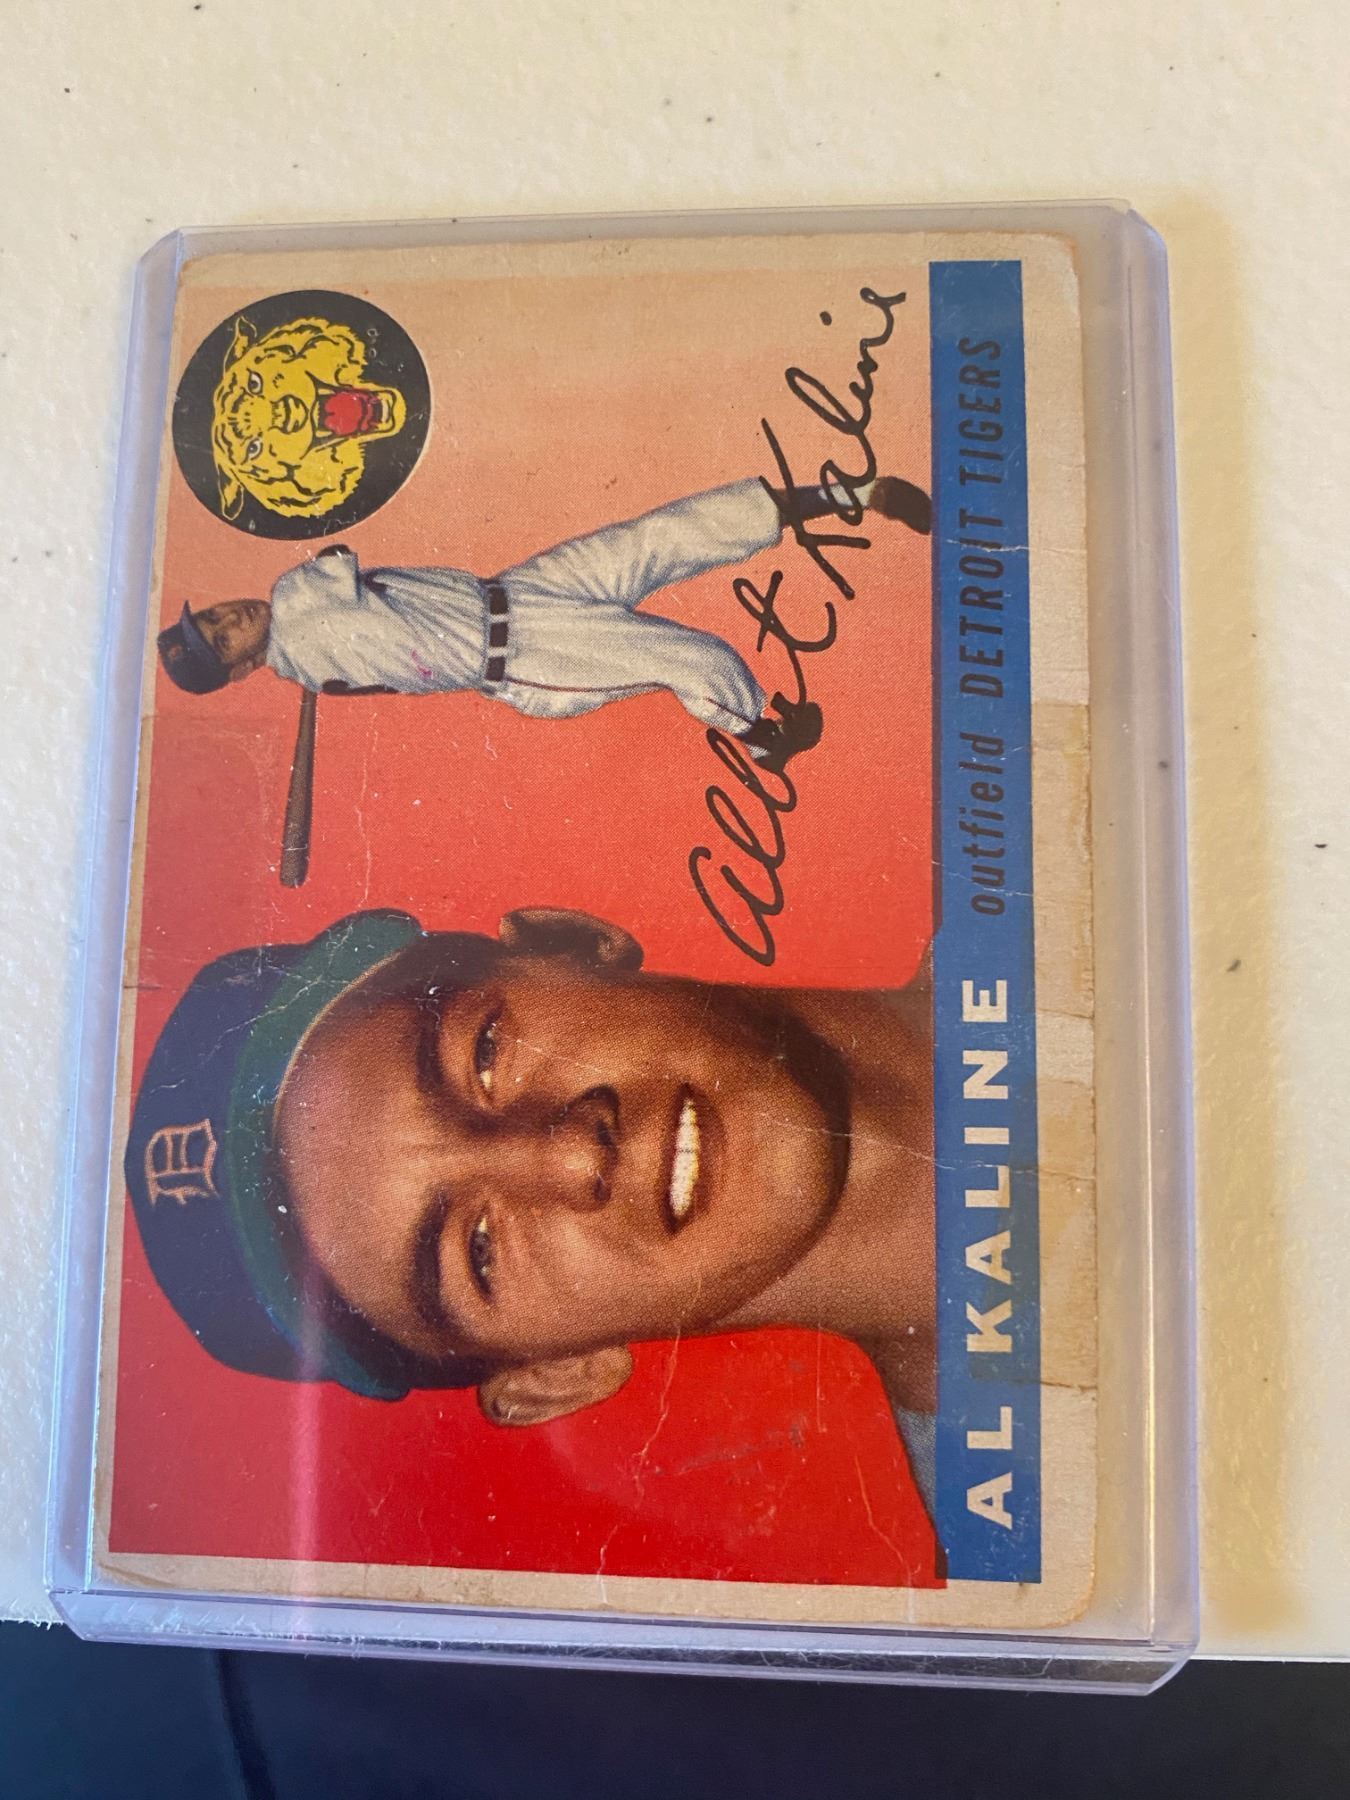 Albert Kaline
AL KALINE outfield DETROIT TIGERS
D